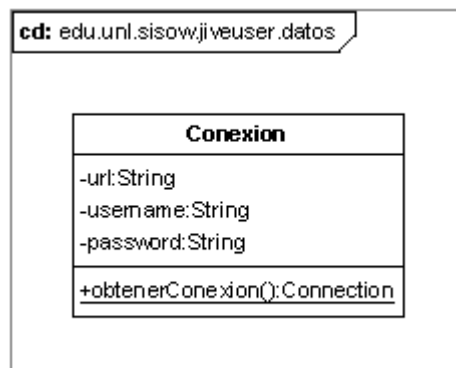 cd: edu.unl.sisow.jiveuser.datos
Conexion
-url:String
-username:String
-password:String
+obtenerConexion():Connection